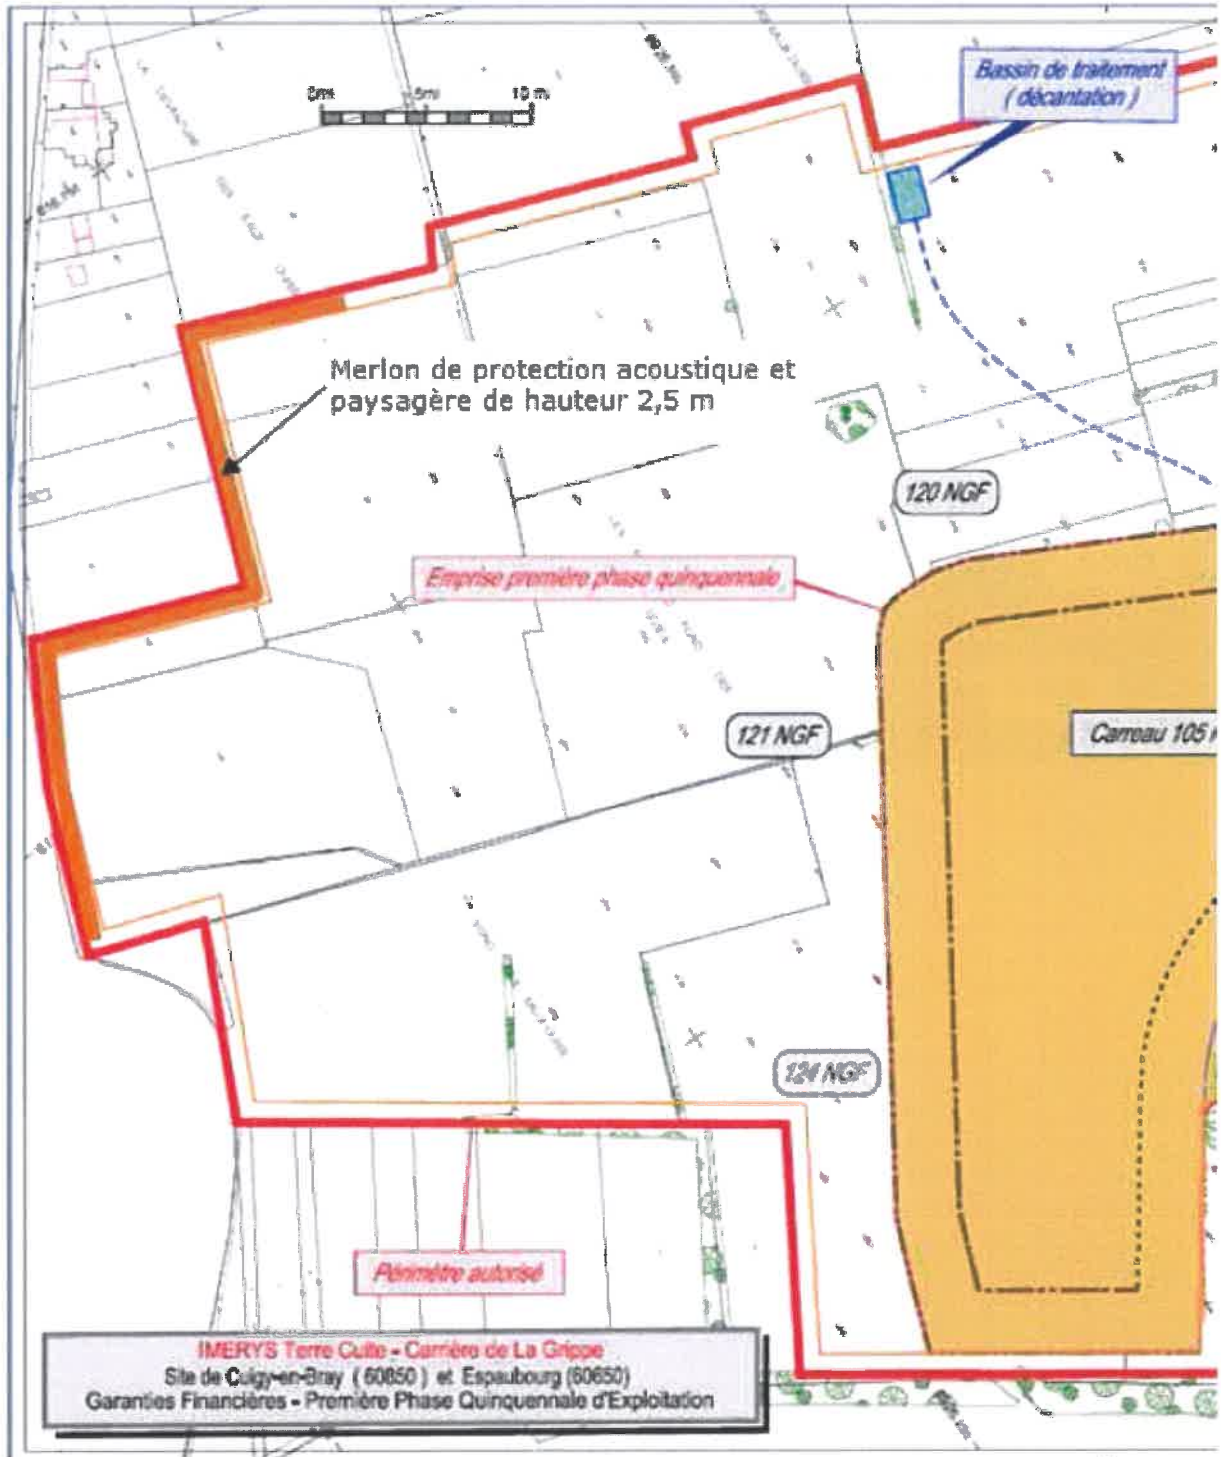 Bassin de traitement
( décantation )
0m 5m 10 m
Merlon de protection acoustique et
paysagère de hauteur 2,5 m
120 NGF
Emprise première phase quinquennale
121 NGF
Carreau 105
124 NGF
Périmètre autorisé
IMERYS Terre Cuite - Carrière de La Grippe
Site de Cuigy-en-Bray ( 60850 ) et Espaubourg (60650)
Garanties Financières - Première Phase Quinquennale d'Exploitation